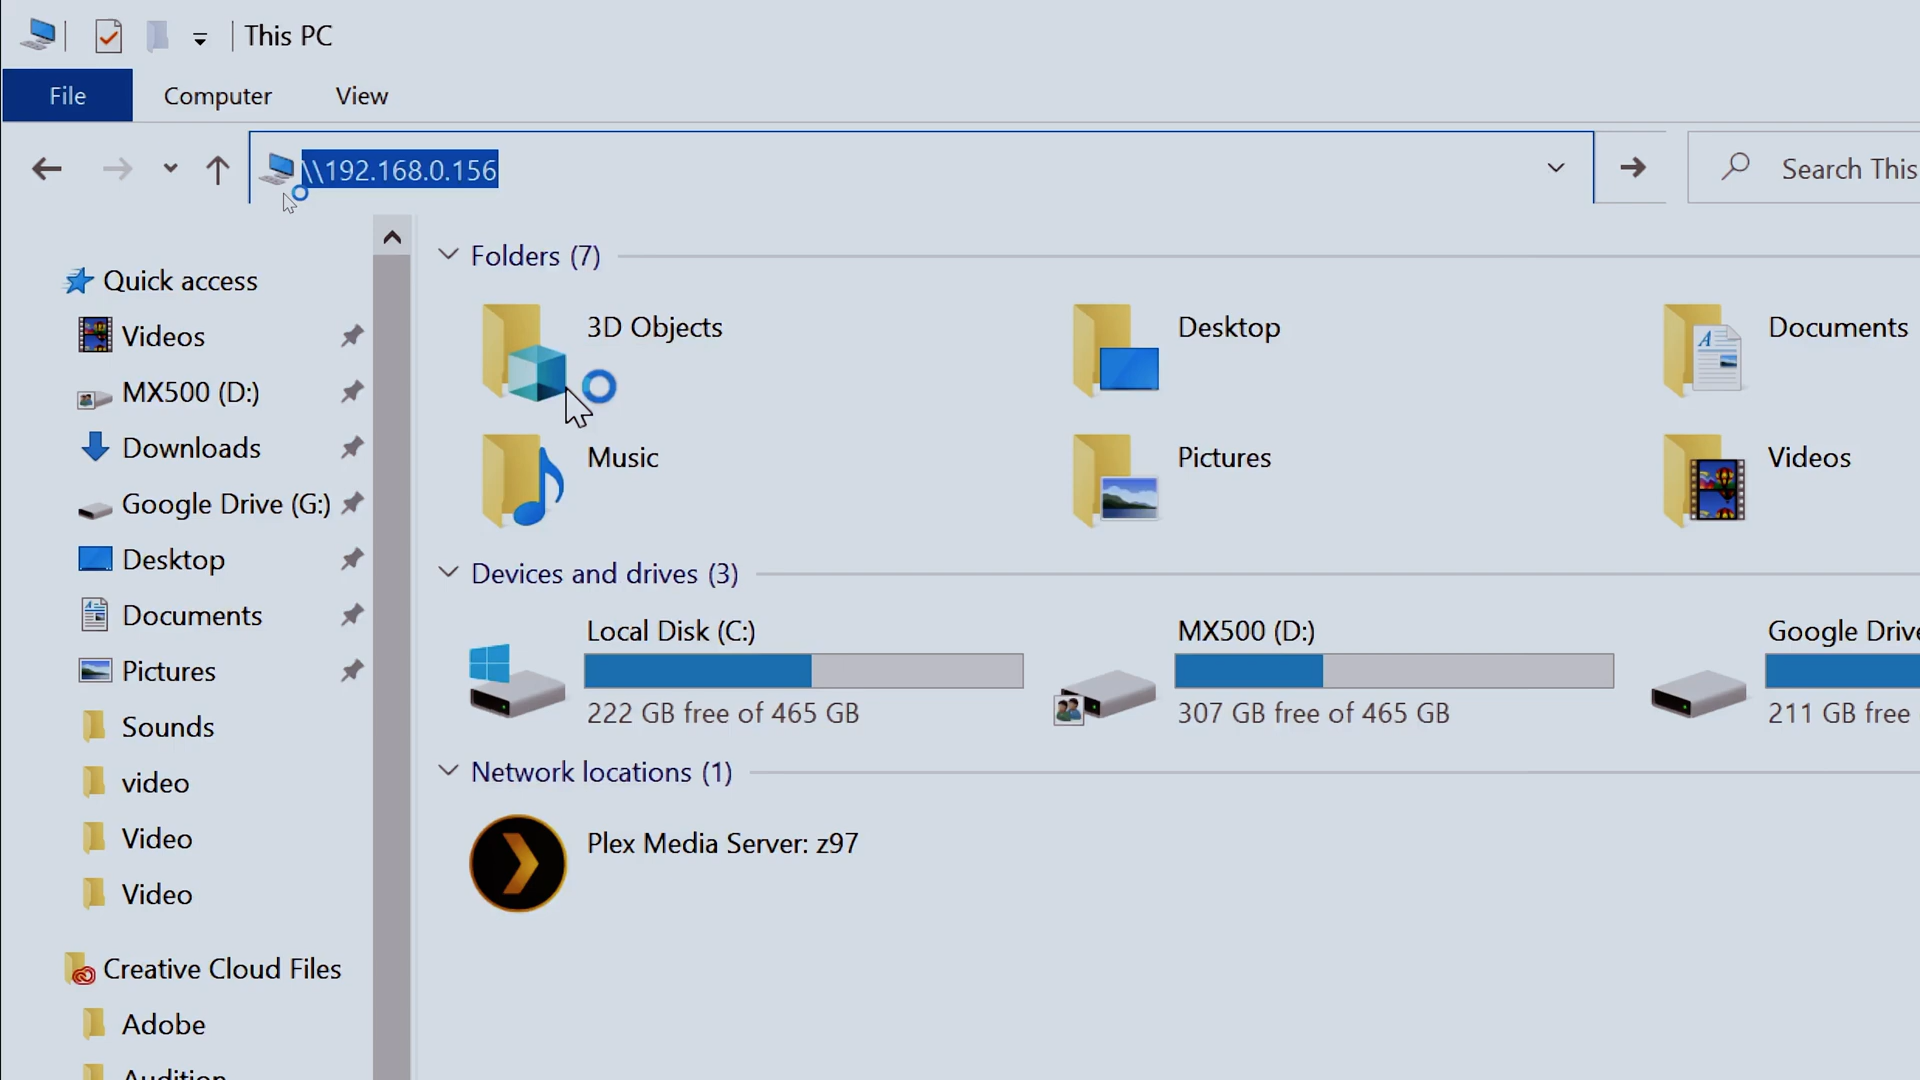 This PC
File Computer View
\\192.168.0.156
Search This
Quick access
Videos
MX500 (D:)
Downloads
Google Drive (G:)
Desktop
Documents
Pictures
Sounds
video
Video
Video
Creative Cloud Files
Adobe
Audition
Folders (7)
3D Objects
Desktop
Documents
Music
Pictures
Videos
Devices and drives (3)
Local Disk (C:)
222 GB free of 465 GB
MX500 (D:)
307 GB free of 465 GB
Google Drive
211 GB free
Network locations (1)
Plex Media Server: z97